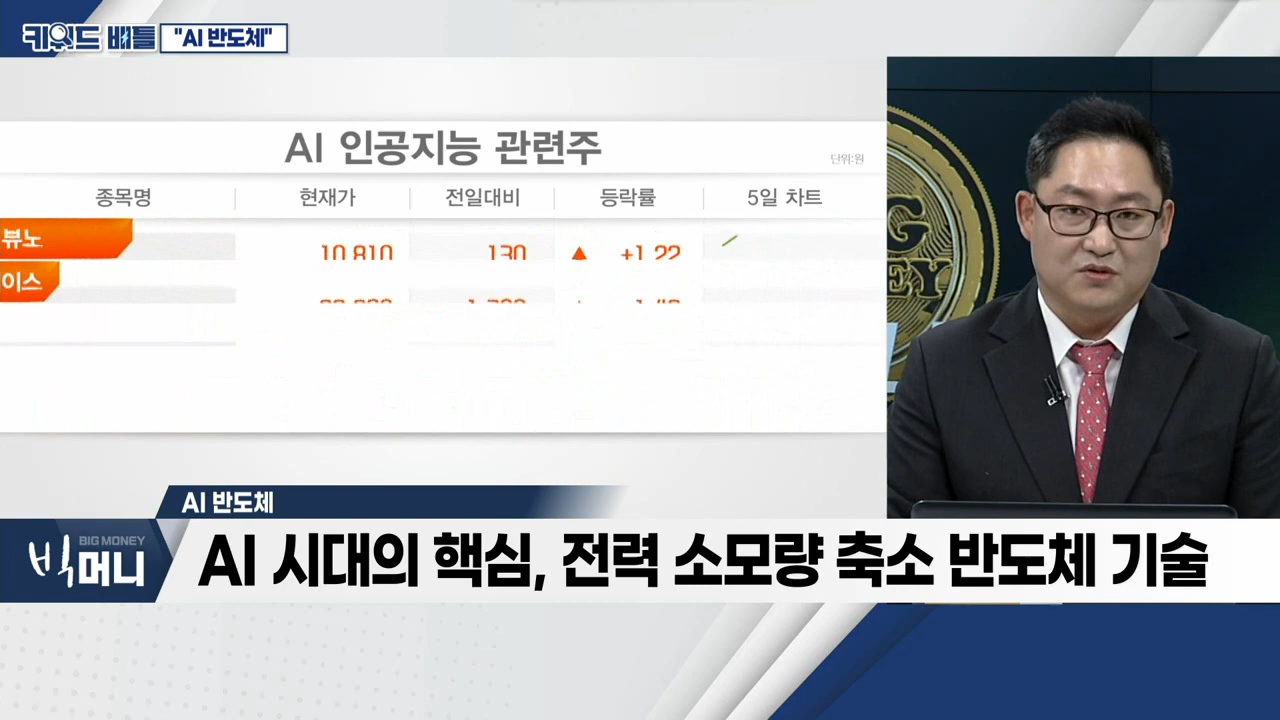 키워드 배틀 "AI 반도체"
AI 인공지능 관련주
단위:원
종목명 현재가 전일대비 등락률 5일 차트
뷰노 10,810 130 ▲ +1.22
이스
AI 반도체
BIG MONEY
빅머니
AI 시대의 핵심, 전력 소모량 축소 반도체 기술